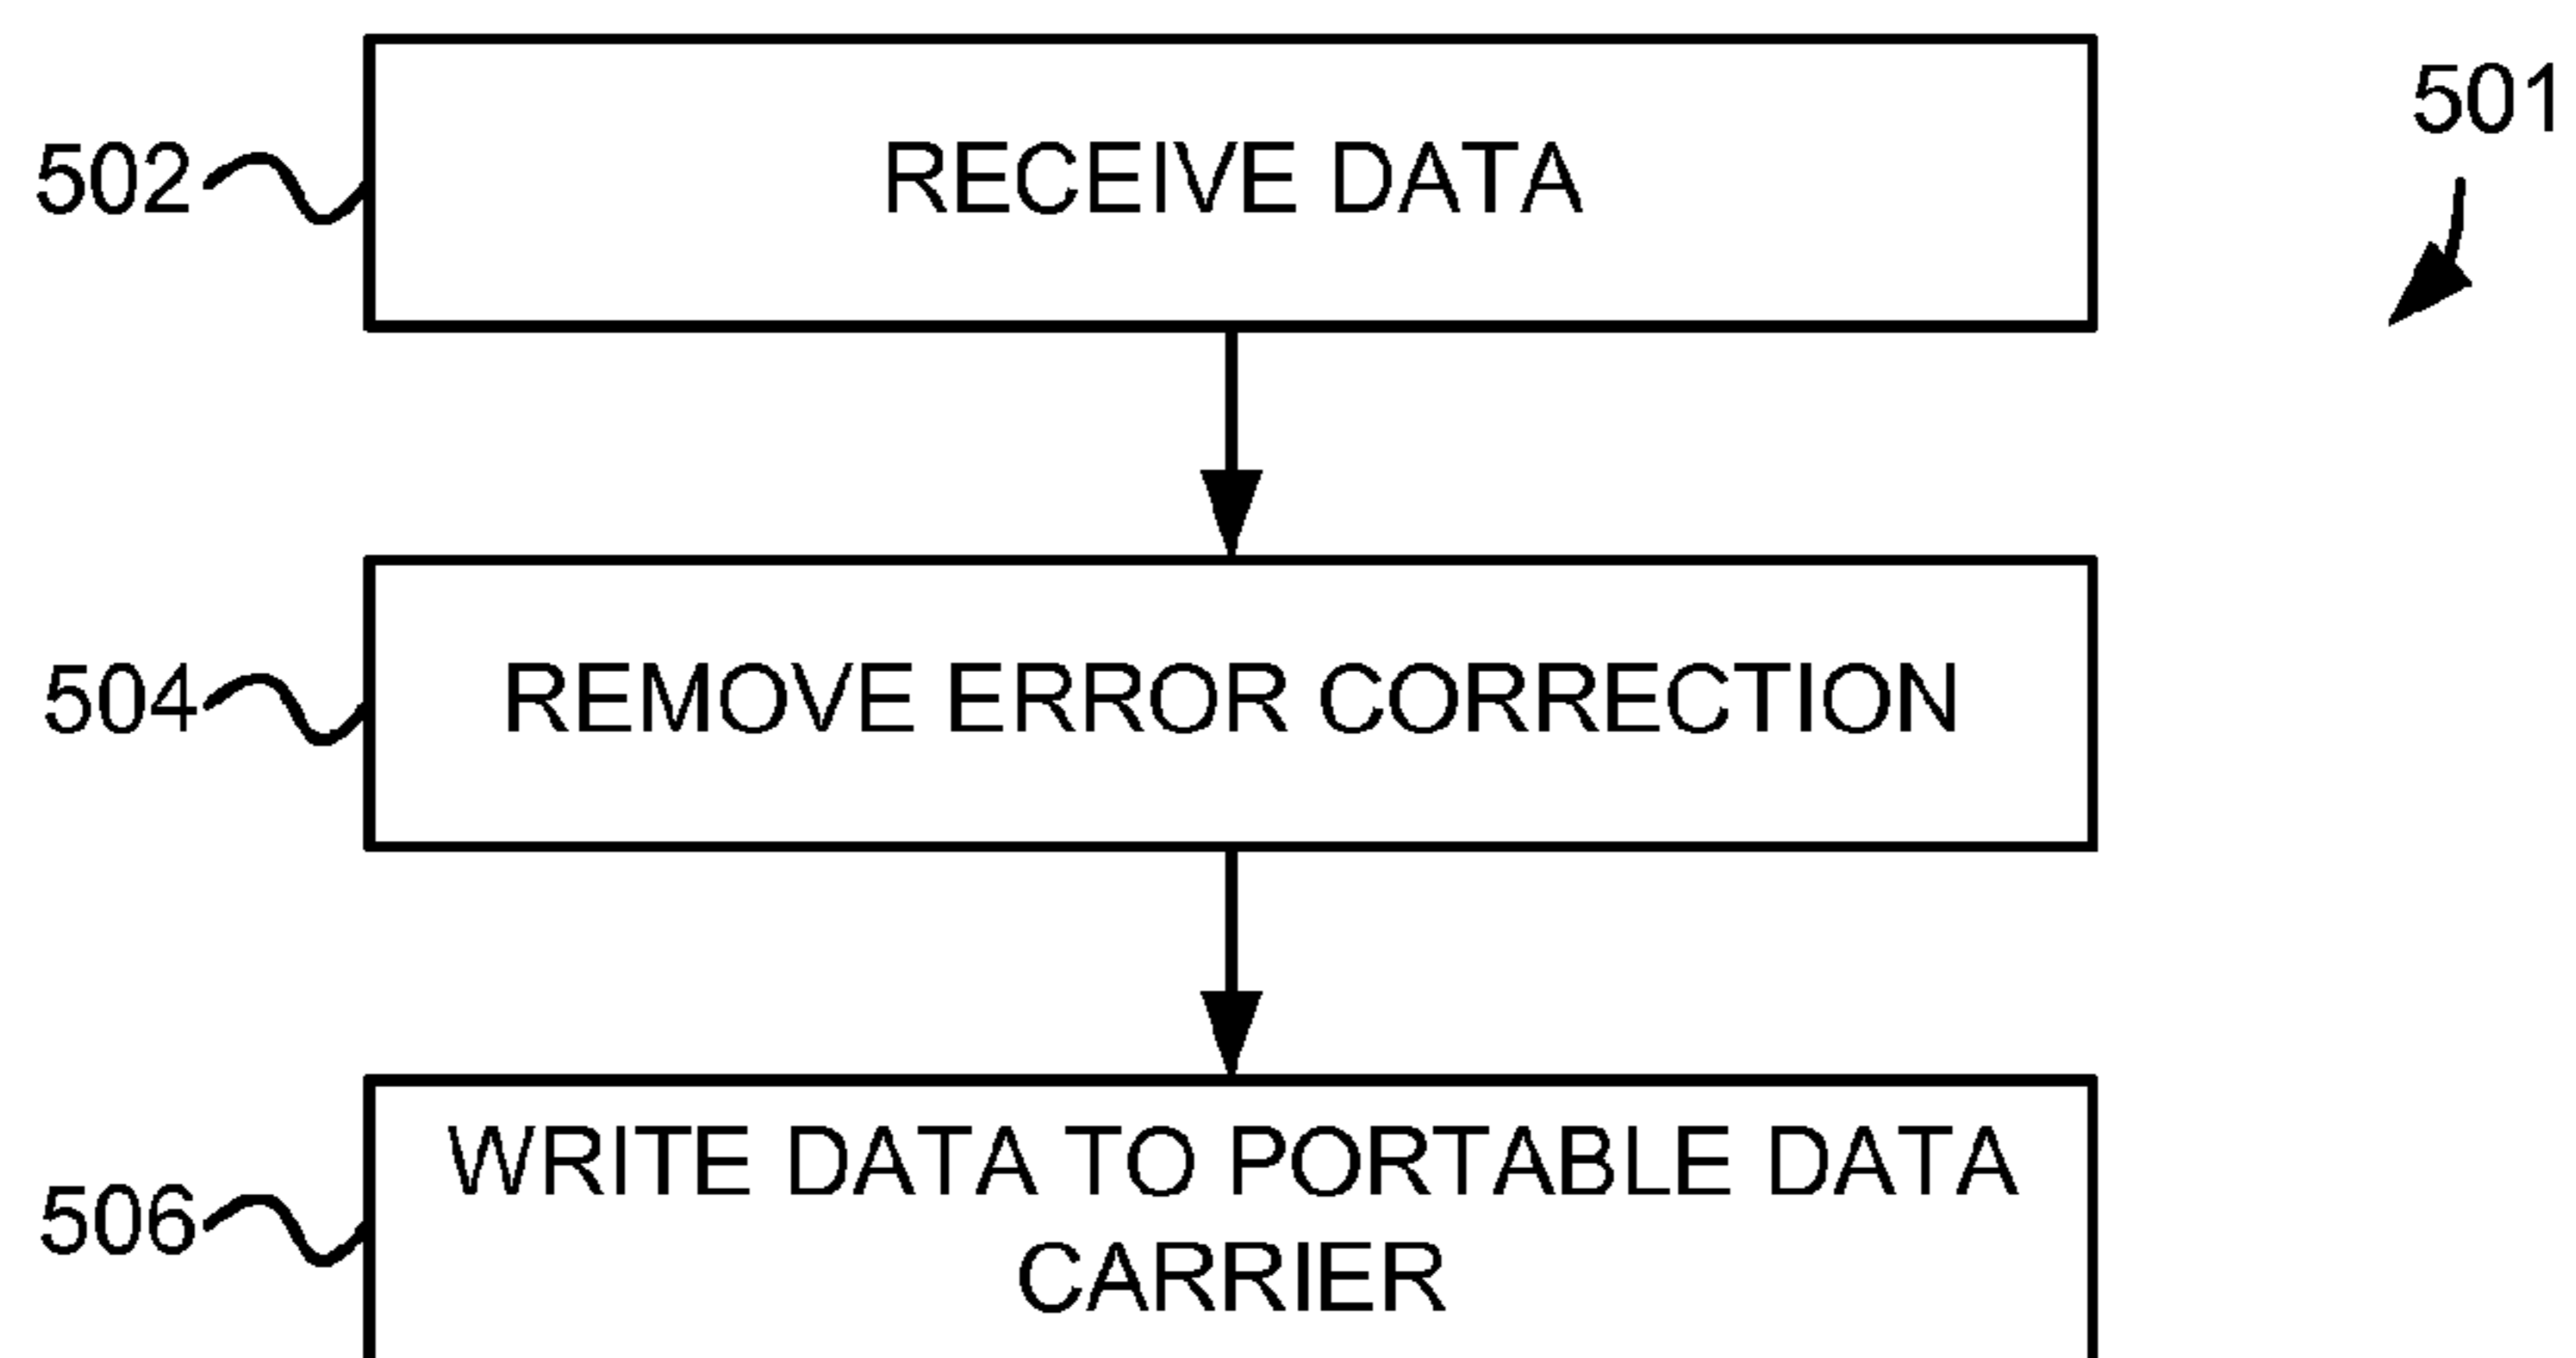 501
502
RECEIVE DATA
504
REMOVE ERROR CORRECTION
506
WRITE DATA TO PORTABLE DATA
CARRIER